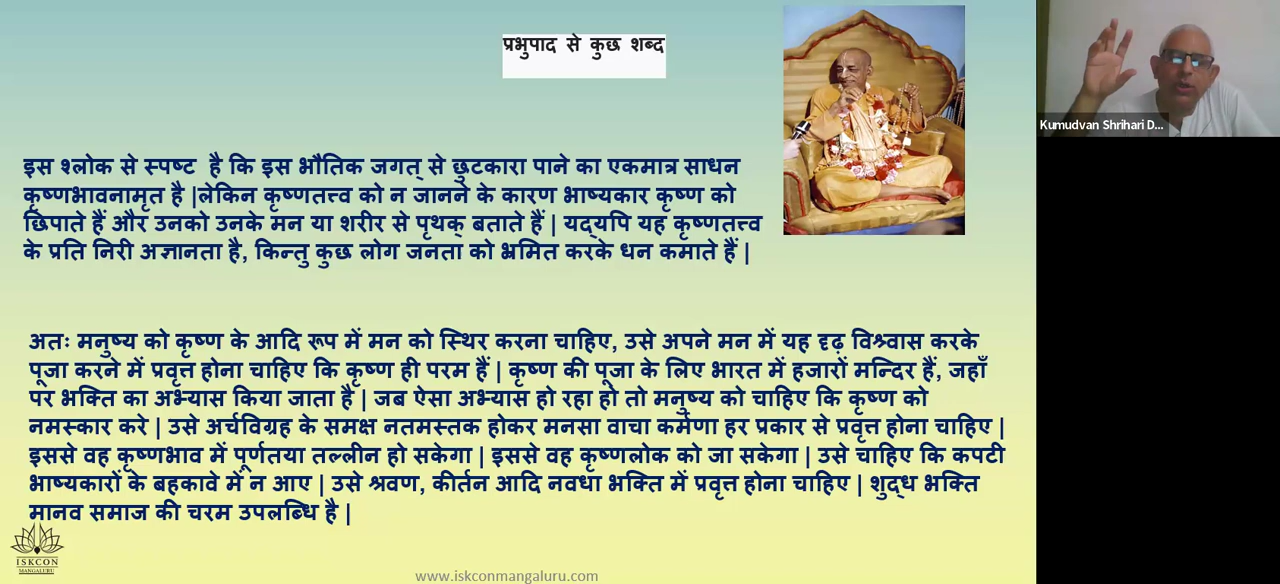 प्रभुपाद से कुछ शब्द
Kumudvan Shrihari D...
इस श्लोक से स्पष्ट है कि इस भौतिक जगत् से छुटकारा पाने का एकमात्र साधन
कृष्णभावनामृत है |लेकिन कृष्णतत्त्व को न जानने के कारण भाष्यकार कृष्ण को
छिपाते हैं और उनको उनके मन या शरीर से पृथक् बताते हैं | यद्यपि यह कृष्णतत्त्व
के प्रति निरी अज्ञानता है, किन्तु कुछ लोग जनता को भ्रमित करके धन कमाते हैं |
अतः मनुष्य को कृष्ण के आदि रूप में मन को स्थिर करना चाहिए, उसे अपने मन में यह दृढ़ विश्र्वास करके
पूजा करने में प्रवृत्त होना चाहिए कि कृष्ण ही परम हैं | कृष्ण की पूजा के लिए भारत में हजारों मन्दिर हैं, जहाँ
पर भक्ति का अभ्यास किया जाता है | जब ऐसा अभ्यास हो रहा हो तो मनुष्य को चाहिए कि कृष्ण को
नमस्कार करे | उसे अर्चविग्रह के समक्ष नतमस्तक होकर मनसा वाचा कर्मणा हर प्रकार से प्रवृत्त होना चाहिए |
इससे वह कृष्णभाव में पूर्णतया तल्लीन हो सकेगा | इससे वह कृष्णलोक को जा सकेगा | उसे चाहिए कि कपटी
भाष्यकारों के बहकावे में न आए | उसे श्रवण, कीर्तन आदि नवधा भक्ति में प्रवृत्त होना चाहिए | शुद्ध भक्ति
मानव समाज की चरम उपलब्धि है |
ISKCON
MANGALURU
www.iskconmangaluru.com